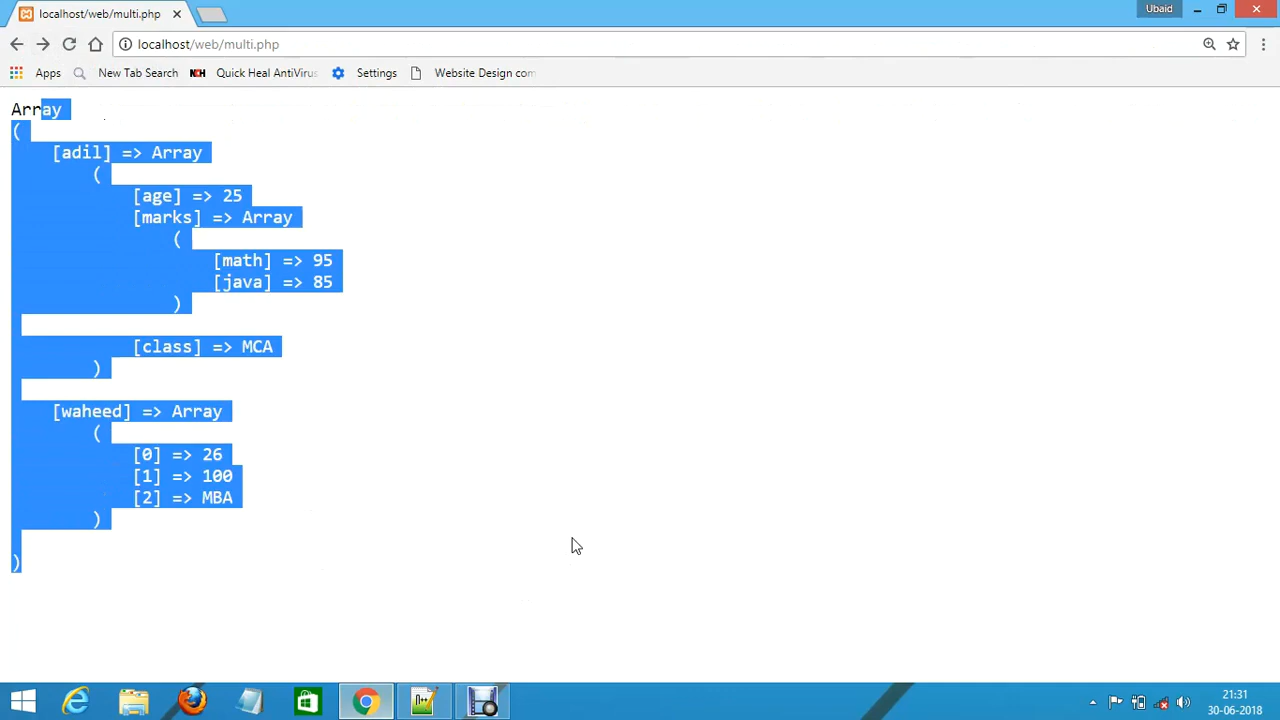 localhost/web/multi.php
Ubaid
localhost/web/multi.php
Apps
New Tab Search
Quick Heal AntiVirus
Settings
Website Design com
Array
(
[adil] => Array
(
[age] => 25
[marks] => Array
(
[math] => 95
[java] => 85
)
[class] => MCA
)
[waheed] => Array
(
[0] => 26
[1] => 100
[2] => MBA
)
)
21:31
30-06-2018